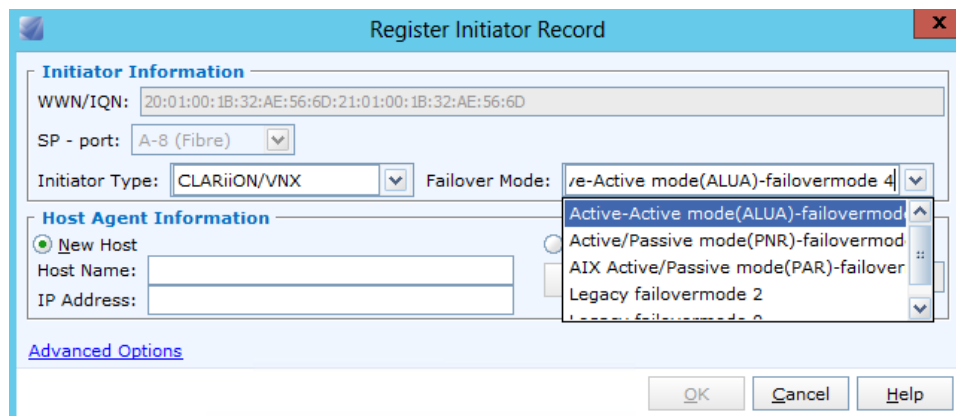 Register Initiator Record
x
Initiator Information
WWN/IQN: 20:01:00:1B:32:AE:56:6D:21:01:00:1B:32:AE:56:6D
SP - port: A-8 (Fibre)
Initiator Type: CLARiiON/VNX Failover Mode: /e-Active mode(ALUA)-failovermode 4
Active-Active mode(ALUA)-failovermod
Active/Passive mode(PNR)-failovermod
AIX Active/Passive mode(PAR)-failover
Legacy failovermode 2
Host Agent Information
New Host
Host Name:
IP Address:
Advanced Options
OK Cancel Help